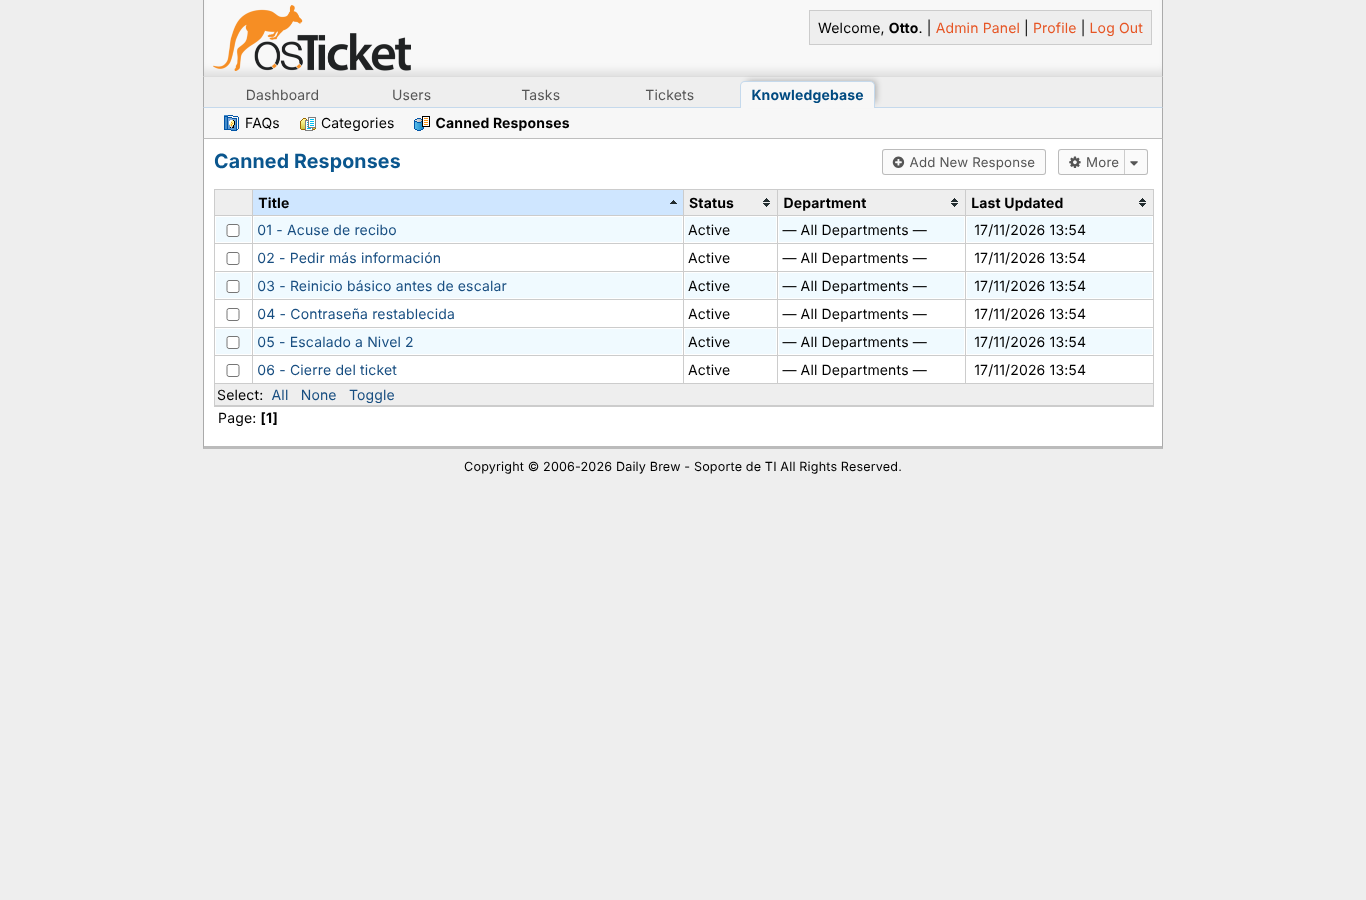 osTicket
Welcome, Otto. | Admin Panel | Profile | Log Out
Dashboard Users Tasks Tickets Knowledgebase
FAQs Categories Canned Responses
Canned Responses
Add New Response More
Title Status Department Last Updated
01 - Acuse de recibo Active — All Departments — 17/11/2026 13:54
02 - Pedir más información Active — All Departments — 17/11/2026 13:54
03 - Reinicio básico antes de escalar Active — All Departments — 17/11/2026 13:54
04 - Contraseña restablecida Active — All Departments — 17/11/2026 13:54
05 - Escalado a Nivel 2 Active — All Departments — 17/11/2026 13:54
06 - Cierre del ticket Active — All Departments — 17/11/2026 13:54
Select: All None Toggle
Page: [1]
Copyright © 2006-2026 Daily Brew - Soporte de TI All Rights Reserved.